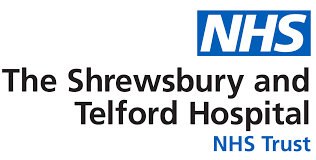 NHS
The Shrewsbury and
Telford Hospital
NHS Trust